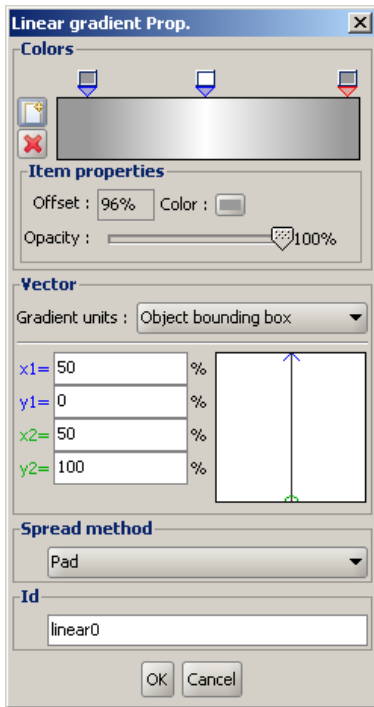 Linear gradient Prop.
Colors
Item properties
Offset : 96% Color :
Opacity : 100%
Vector
Gradient units : Object bounding box
x1= 50 %
y1= 0 %
x2= 50 %
y2= 100 %
Spread method
Pad
Id
linear0
OK Cancel